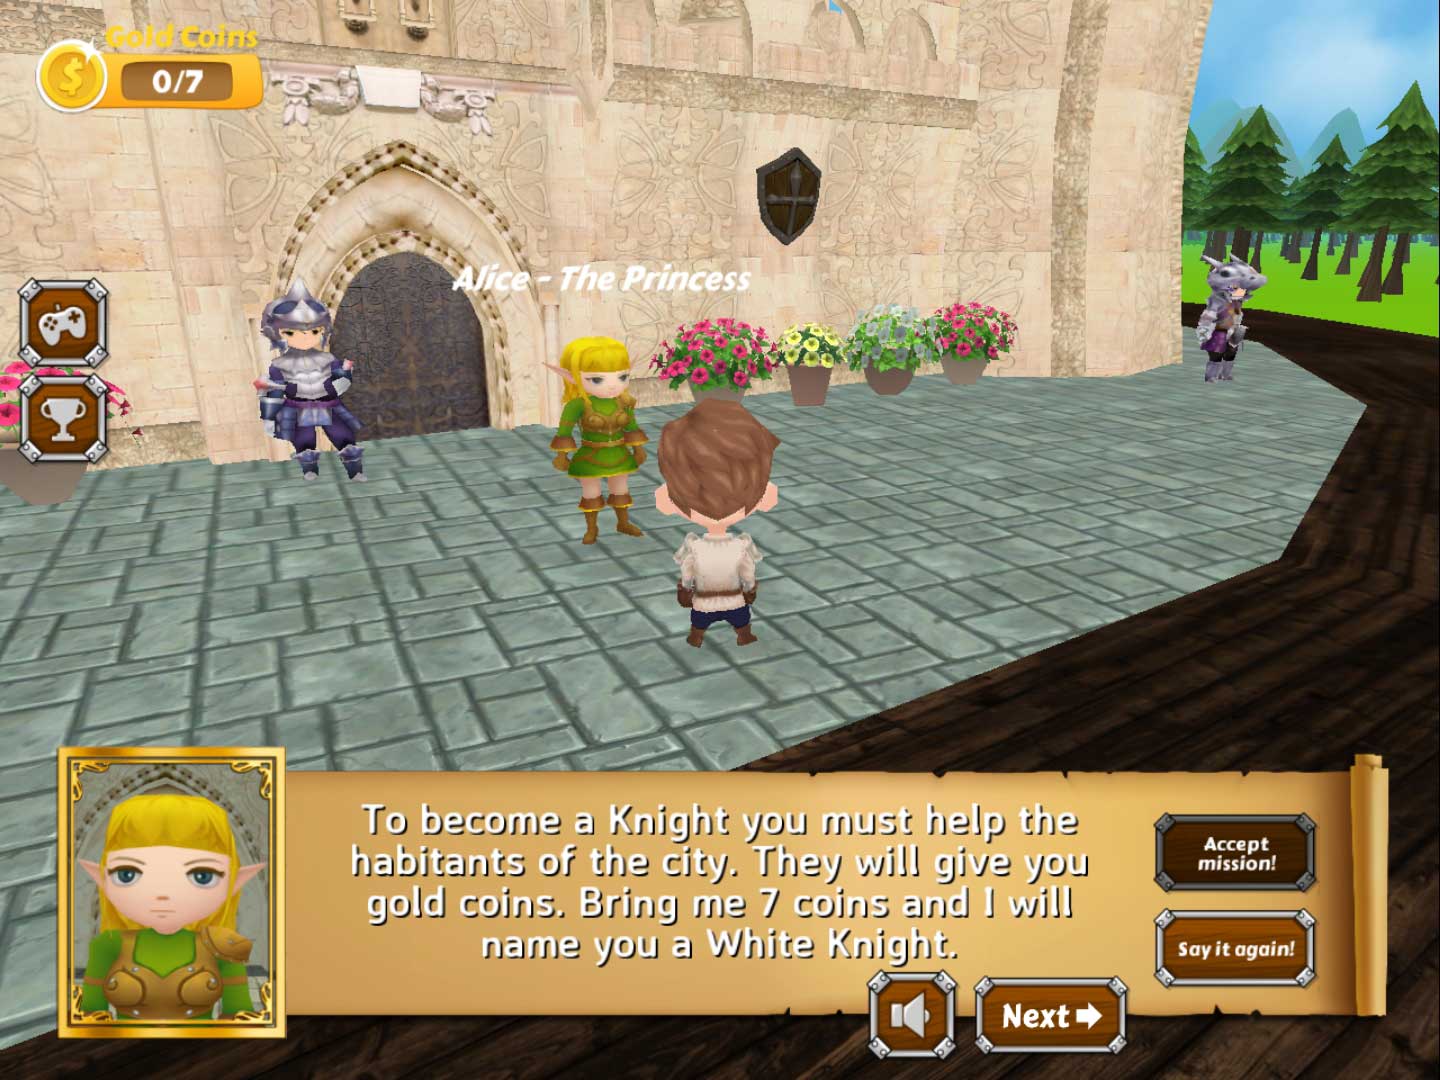 Gold Coins
0/7
Alice - The Princess
To become a Knight you must help the
habitants of the city. They will give you
gold coins. Bring me 7 coins and I will
name you a White Knight.
Accept
mission!
Say it again!
Next